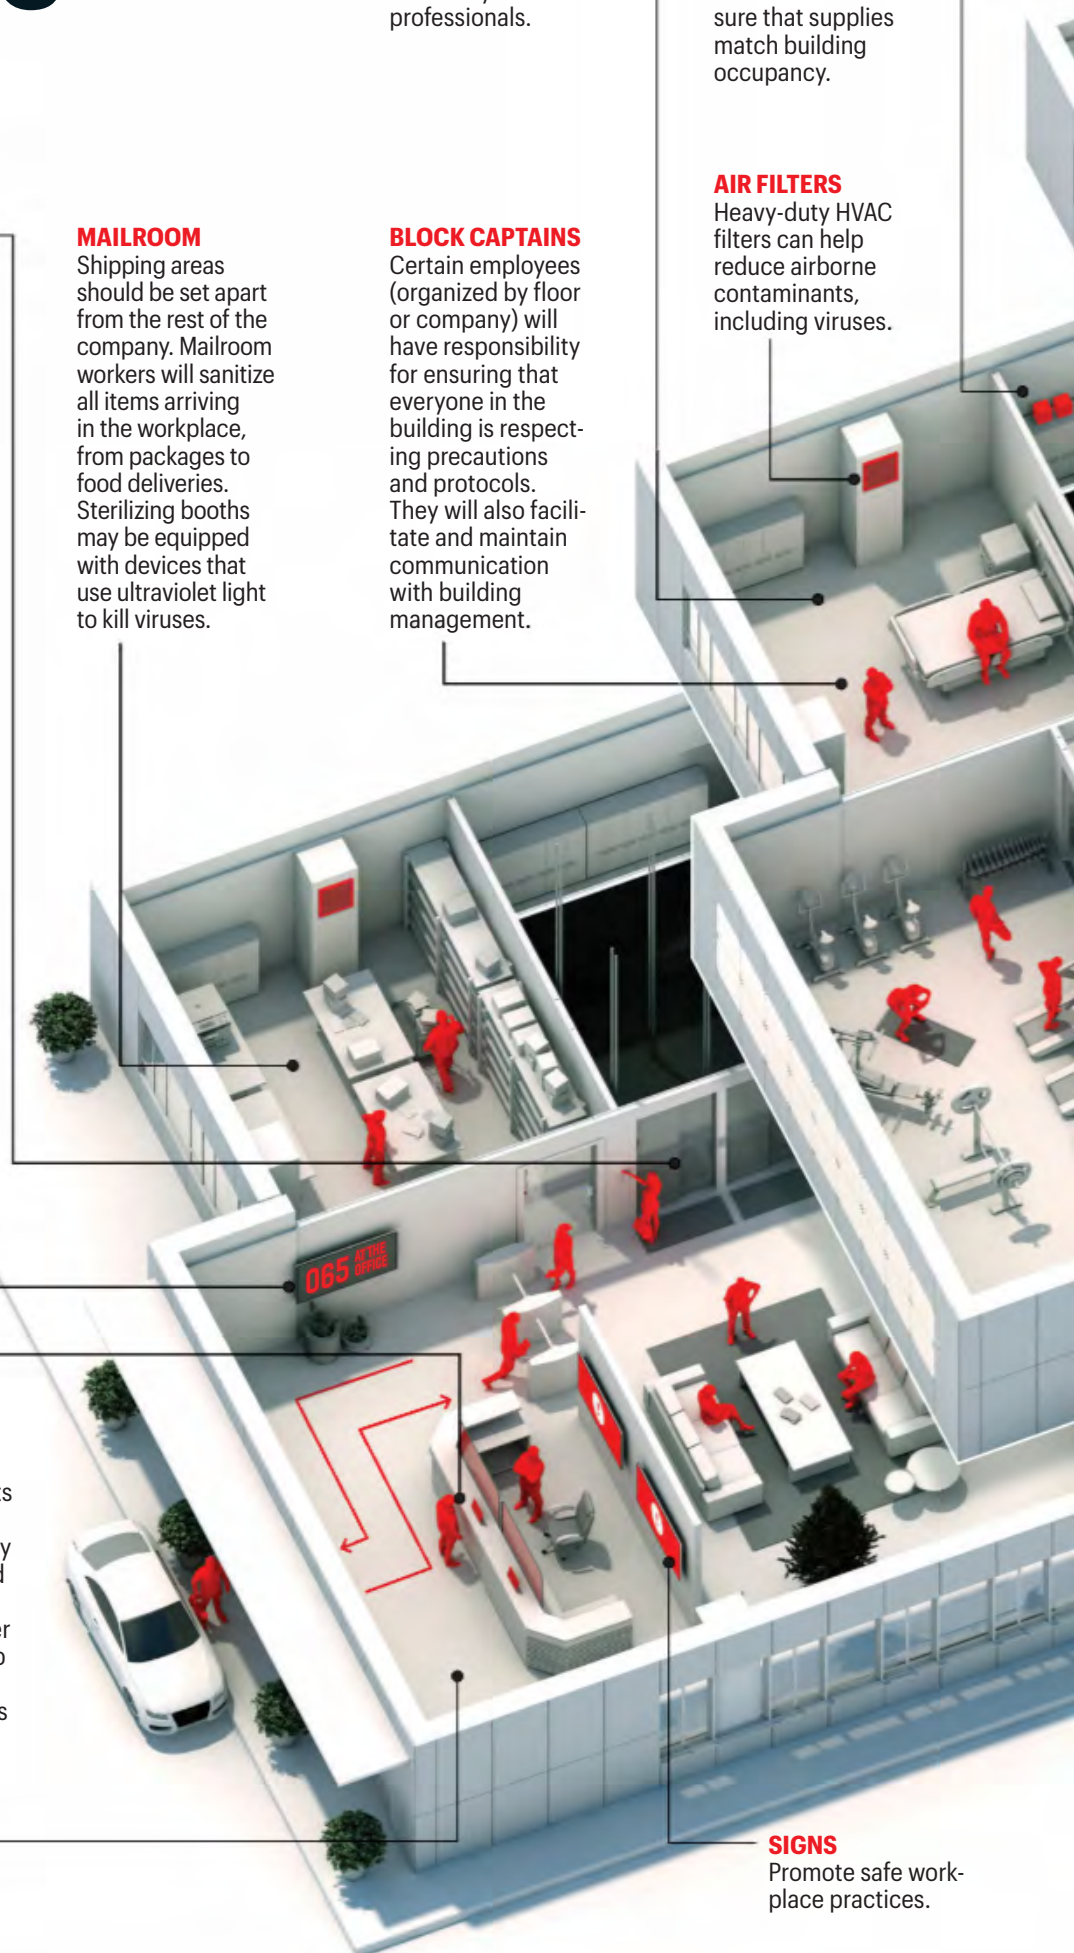 professionals.
sure that supplies
match building
occupancy.
AIR FILTERS
Heavy-duty HVAC
filters can help
reduce airborne
contaminants,
including viruses.
MAILROOM
Shipping areas
should be set apart
from the rest of the
company. Mailroom
workers will sanitize
all items arriving
in the workplace,
from packages to
food deliveries.
Sterilizing booths
may be equipped
with devices that
use ultraviolet light
to kill viruses.
BLOCK CAPTAINS
Certain employees
(organized by floor
or company) will
have responsibility
for ensuring that
everyone in the
building is respect-
ing precautions
and protocols.
They will also facili-
tate and maintain
communication
with building
management.
065 AT THE
OFFICE
SIGNS
Promote safe work-
place practices.